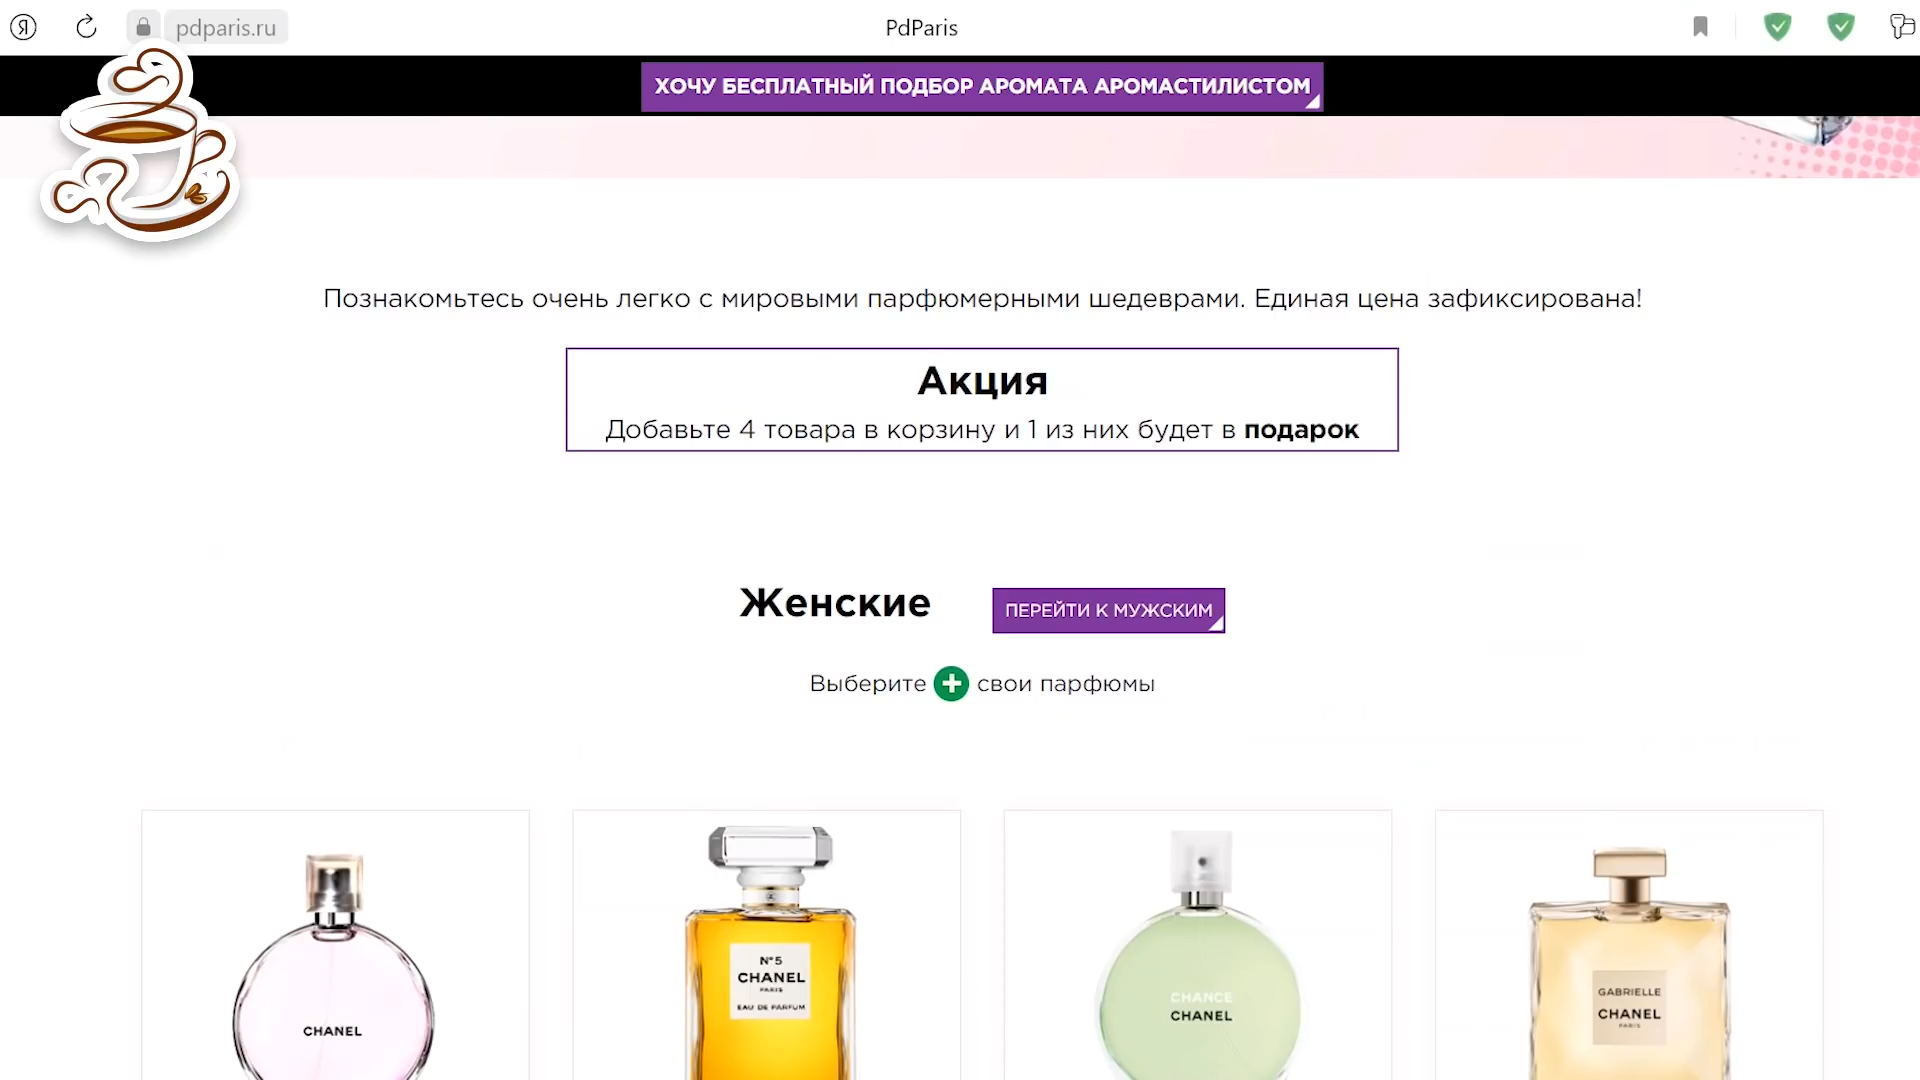 Я
pdparis.ru
PdParis
ХОЧУ БЕСПЛАТНЫЙ ПОДБОР АРОМАТА АРОМАСТИЛИСТОМ
Познакомьтесь очень легко с мировыми парфюмерными шедеврами. Единая цена зафиксирована!
Акция
Добавьте 4 товара в корзину и 1 из них будет в подарок
Женские
ПЕРЕЙТИ К МУЖСКИМ
Выберите + свои парфюмы
CHANEL
N°5
CHANEL
PARIS
EAU DE PARFUM
CHANCE
CHANEL
GABRIELLE
CHANEL
PARIS